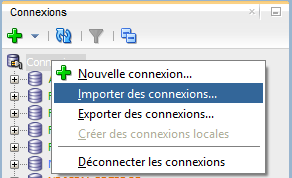 Connexions
Nouvelle connexion...
Importer des connexions...
Exporter des connexions...
Créer des connexions locales
Déconnecter les connexions